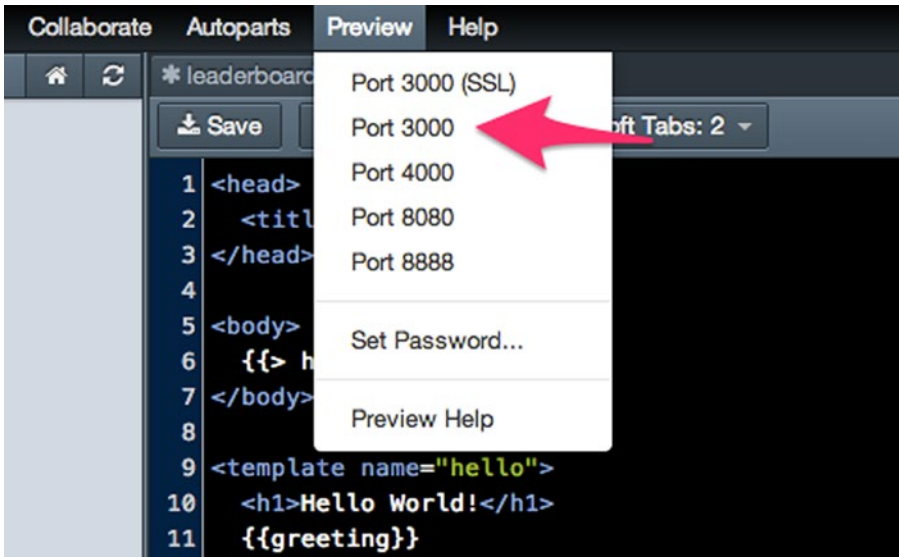 Collaborate Autoparts Preview Help
* leaderboard
Port 3000 (SSL)
Save
Port 3000
Tabs: 2
Port 4000
Port 8080
Port 8888
Set Password...
Preview Help
1 <head>
2 <titl
3 </head>
4
5 <body>
6 {{> h
7 </body>
8
9 <template name="hello">
10 <h1>Hello World!</h1>
11 {{greeting}}